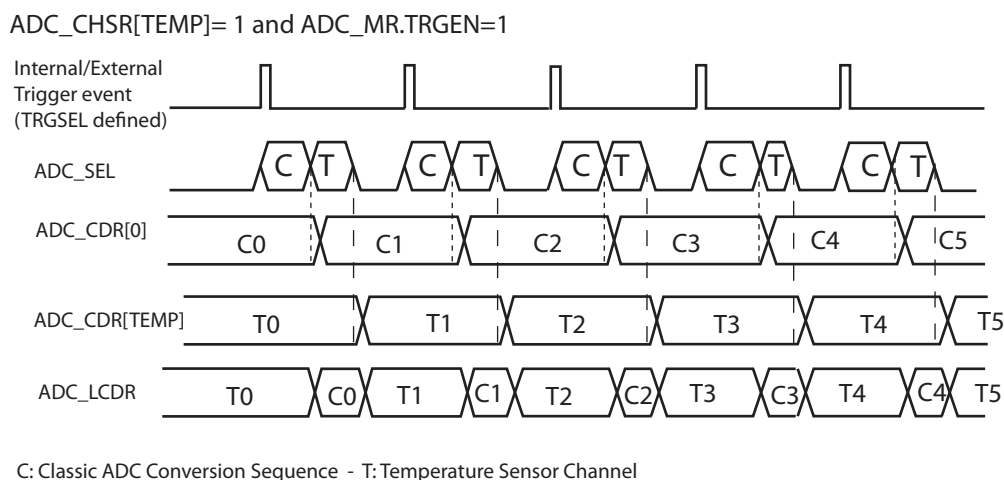 ADC_CHSR[TEMP]= 1 and ADC_MR.TRGEN=1
Internal/External
Trigger event
(TRGSEL defined)
ADC_SEL C T C T C T C T C T
ADC_CDR[0] C0 C1 C2 C3 C4 C5
ADC_CDR[TEMP] T0 T1 T2 T3 T4 T5
ADC_LCDR T0 C0 T1 C1 T2 C2 T3 C3 T4 C4 T5
C: Classic ADC Conversion Sequence - T: Temperature Sensor Channel